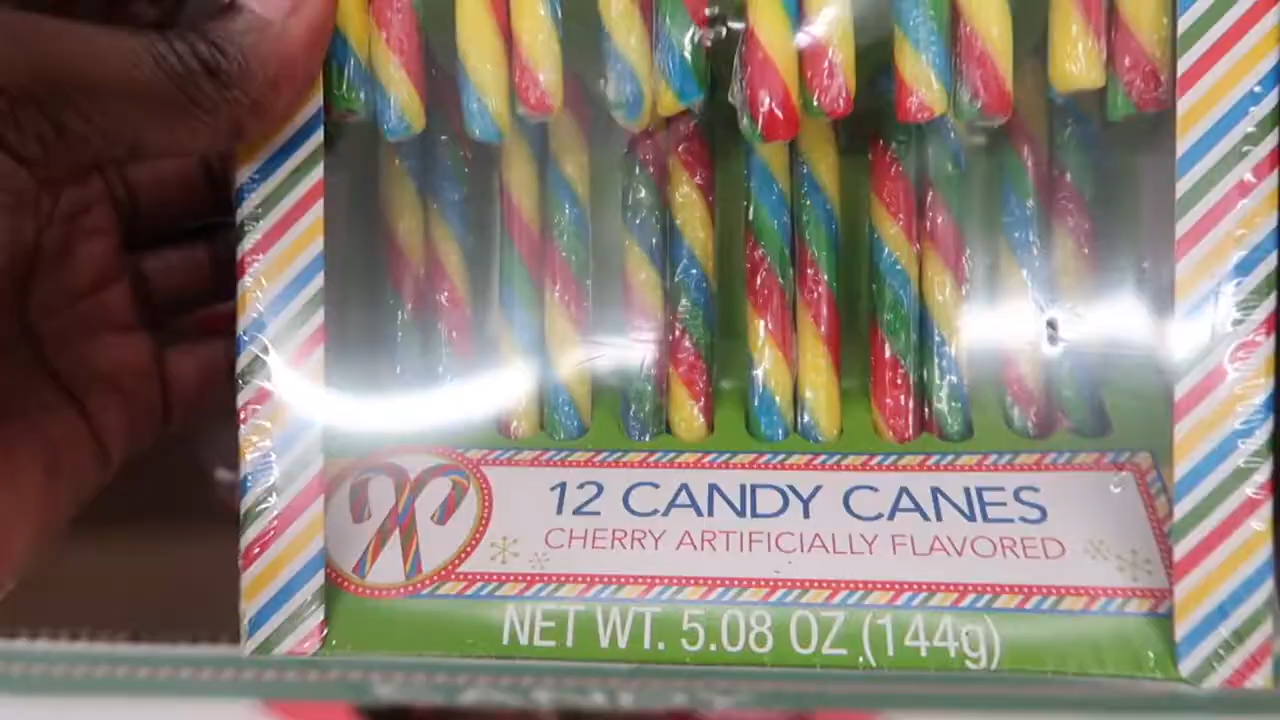 12 CANDY CANES
CHERRY ARTIFICIALLY FLAVORED
NET WT. 5.08 OZ (144g)